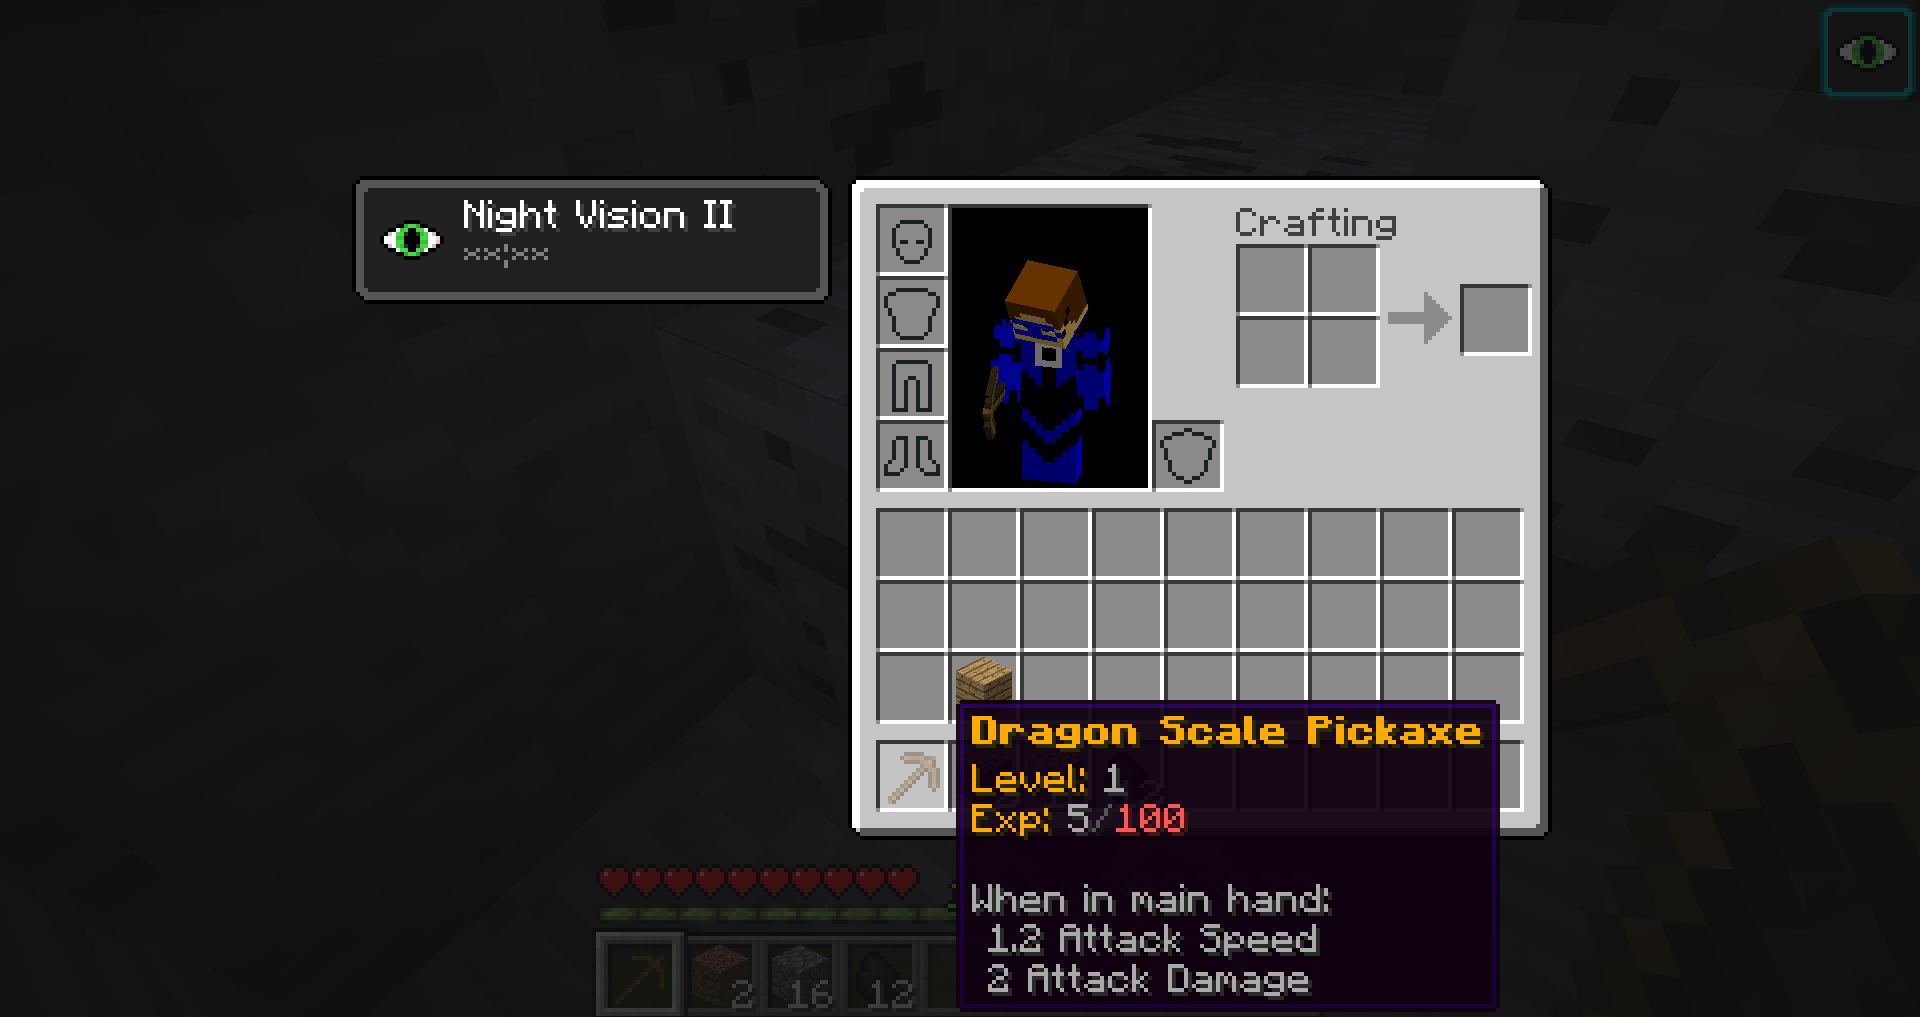 Night Vision II
××:××
Crafting
Dragon Scale Pickaxe
Level: 1
Exp: 5/100
When in main hand:
1.2 Attack Speed
2 Attack Damage
2
16
12